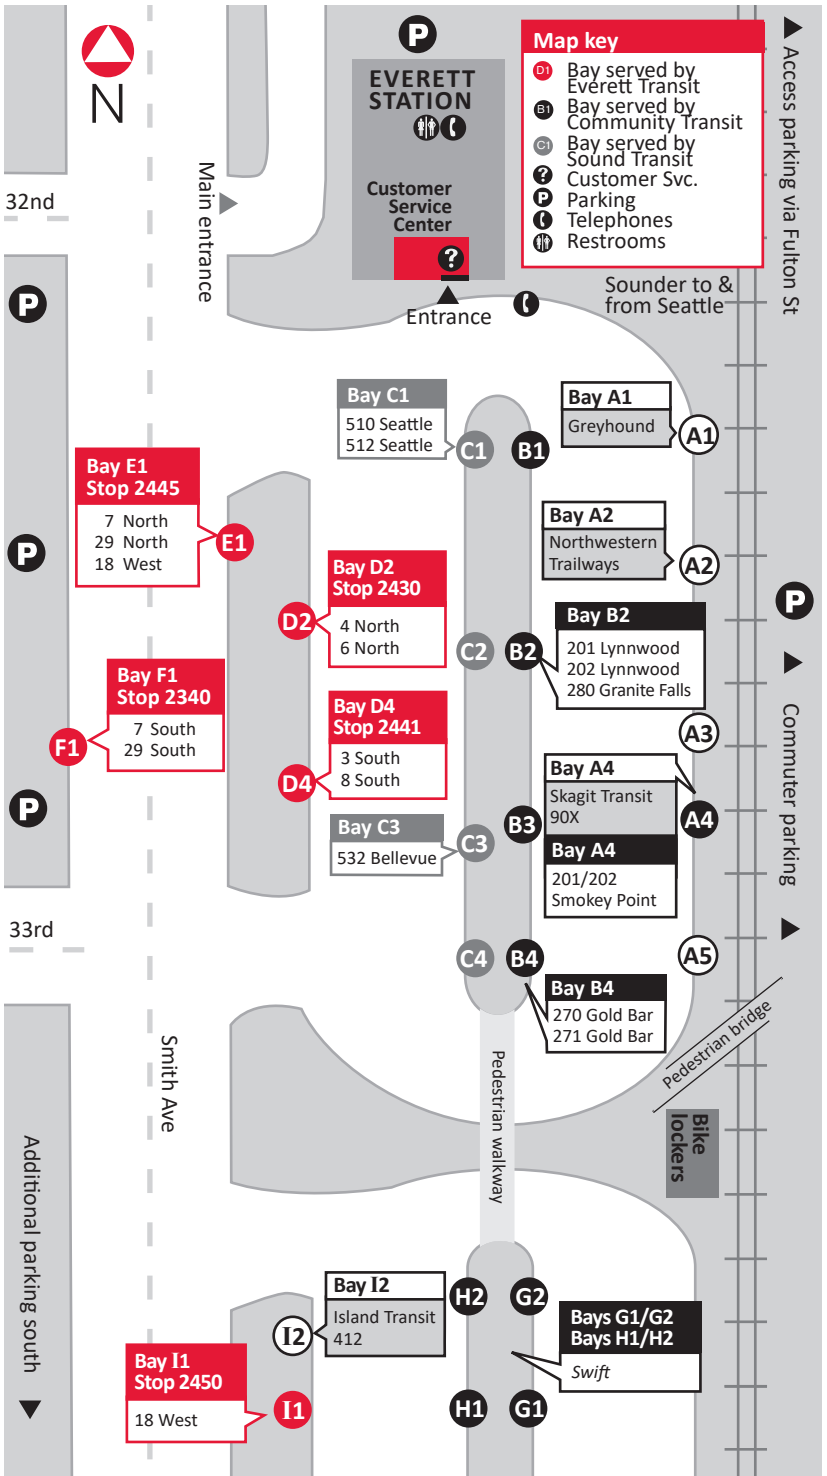 P
EVERETT
STATION
Customer
Service
Center
?
Entrance
Map key
D1 Bay served by
Everett Transit
B1 Bay served by
Community Transit
C1 Bay served by
Sound Transit
? Customer Svc.
P Parking
Telephones
Restrooms
Access parking via Fulton St
Sounder to &
from Seattle
N
Main entrance
32nd
P
Bay C1
510 Seattle
512 Seattle
C1
B1
Bay A1
Greyhound
A1
Bay E1
Stop 2445
7 North
29 North
18 West
E1
P
Bay A2
Northwestern
Trailways
A2
Bay D2
Stop 2430
4 North
6 North
D2
C2
B2
Bay B2
201 Lynnwood
202 Lynnwood
280 Granite Falls
P
Commuter parking
Bay F1
Stop 2340
7 South
29 South
F1
Bay D4
Stop 2441
3 South
8 South
D4
A3
P
Bay C3
532 Bellevue
C3
B3
Bay A4
Skagit Transit
90X
Bay A4
201/202
Smokey Point
A4
33rd
C4
B4
A5
Bay B4
270 Gold Bar
271 Gold Bar
Pedestrian bridge
Smith Ave
Pedestrian walkway
Bike
lockers
Additional parking south
Bay I2
Island Transit
412
I2
H2
G2
Bays G1/G2
Bays H1/H2
Swift
Bay I1
Stop 2450
18 West
I1
H1
G1